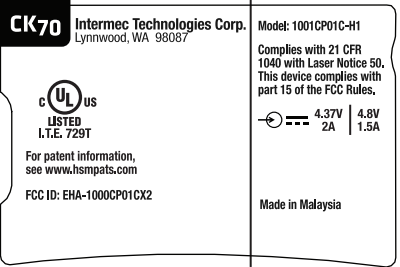 CK70
Intermec Technologies Corp.
Lynnwood, WA 98087
C UL US
LISTED
I.T.E. 729T
For patent information,
see www.hsmpats.com
FCC ID: EHA-1000CP01CX2
Model: 1001CP01C-H1
Complies with 21 CFR
1040 with Laser Notice 50.
This device complies with
part 15 of the FCC Rules.
4.37V 4.8V
2A 1.5A
Made in Malaysia